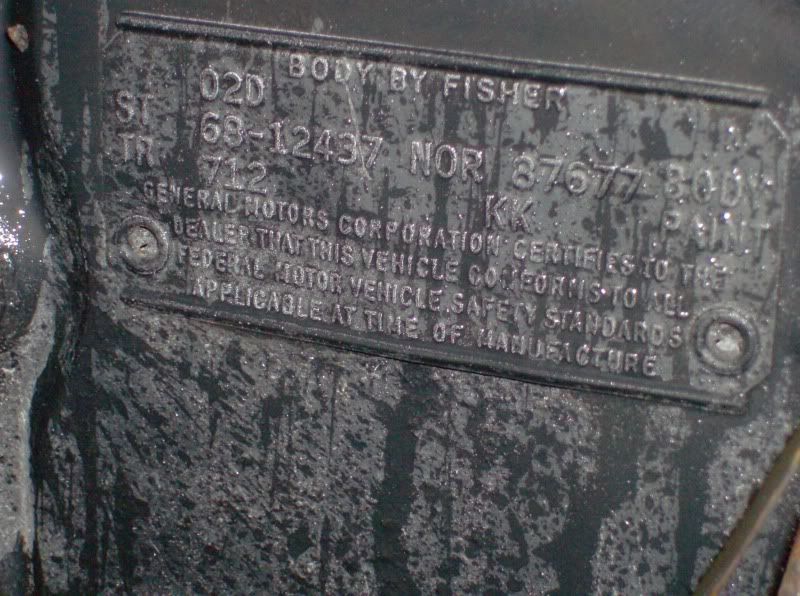 BODY BY FISHER
02D
ST 68-12437 NOR 87677 BODY
TR 712 KK PAINT
GENERAL MOTORS CORPORATION CERTIFIES TO THE
DEALER THAT THIS VEHICLE CONFORMS TO ALL
FEDERAL MOTOR VEHICLE SAFETY STANDARDS
APPLICABLE AT TIME OF MANUFACTURE